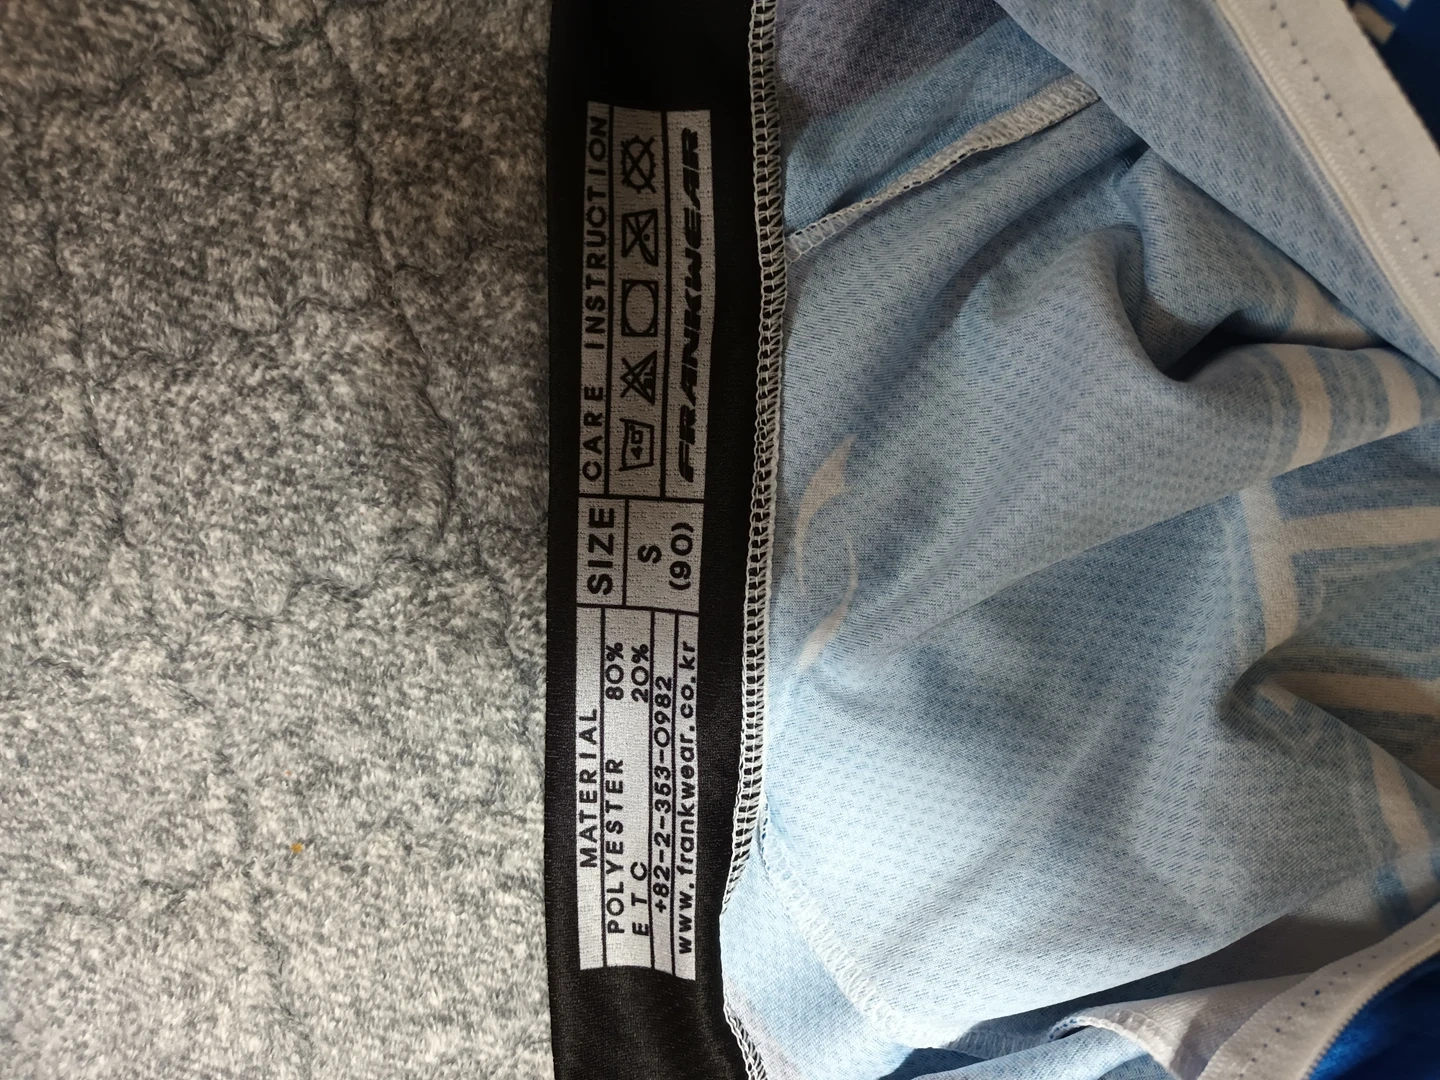 MATERIAL
POLYESTER 80%
ETC 20%
+82-2-353-0982
www.frankwear.co.kr
SIZE
S
(90)
CARE INSTRUCTION
40
FRANKWEAR